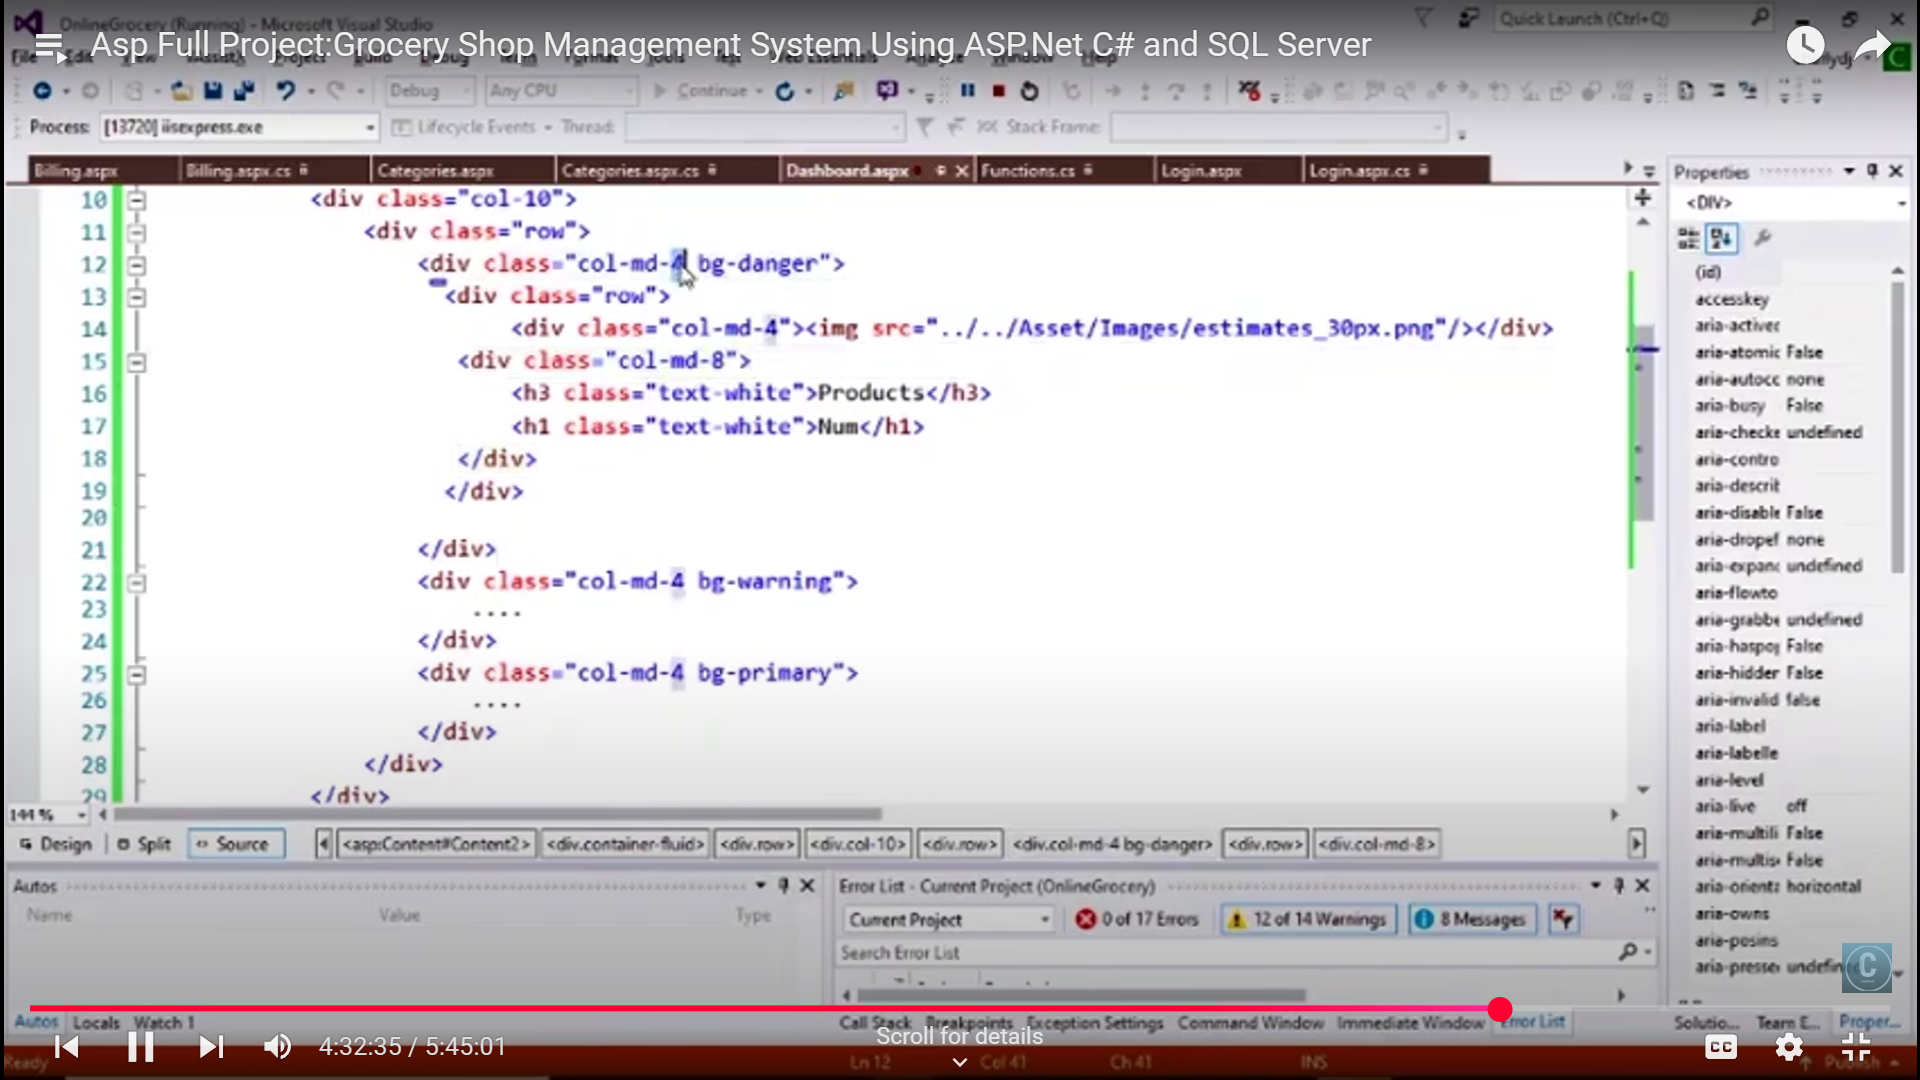 OnlineGrocery (Running) - Microsoft Visual Studio
Quick Launch (Ctrl+Q)
Asp Full Project:Grocery Shop Management System Using ASP.Net C# and SQL Server
Debug Any CPU Continue
Process: [13720] iisexpress.exe Lifecycle Events Thread: Stack Frame:
Billing.aspx Billing.aspx.cs Categories.aspx Categories.aspx.cs Dashboard.aspx Functions.cs Login.aspx Login.aspx.cs
10 <div class="col-10">
11 <div class="row">
12 <div class="col-md-4 bg-danger">
13 <div class="row">
14 <div class="col-md-4"><img src="../../Asset/Images/estimates_30px.png"/></div>
15 <div class="col-md-8">
16 <h3 class="text-white">Products</h3>
17 <h1 class="text-white">Num</h1>
18 </div>
19 </div>
20
21 </div>
22 <div class="col-md-4 bg-warning">
23 ....
24 </div>
25 <div class="col-md-4 bg-primary">
26 ....
27 </div>
28 </div>
29 </div>
144 %
Design Split Source
<asp:Content#Content2> <div.container-fluid> <div.row> <div.col-10> <div.row> <div.col-md-4 bg-danger> <div.row> <div.col-md-8>
Properties
<DIV>
(id)
accesskey
aria-activec
aria-atomic False
aria-autocc none
aria-busy False
aria-checke undefined
aria-contro
aria-descrit
aria-disable False
aria-dropef none
aria-expanc undefined
aria-flowto
aria-grabbe undefined
aria-haspop False
aria-hidder False
aria-invalid false
aria-label
aria-labelle
aria-level
aria-live off
aria-multili False
aria-multise False
aria-orienta horizontal
aria-owns
aria-posins
aria-presse undefin
Autos
Name Value Type
Error List - Current Project (OnlineGrocery)
Current Project 0 of 17 Errors 12 of 14 Warnings 8 Messages
Search Error List
Autos Locals Watch 1
Call Stack Breakpoints Exception Settings Command Window Immediate Window Error List
Solutio... Team E... Proper...
4:32:35 / 5:45:01
Scroll for details
CC
Ready Ln 12 Col 41 Ch 41 INS Publish